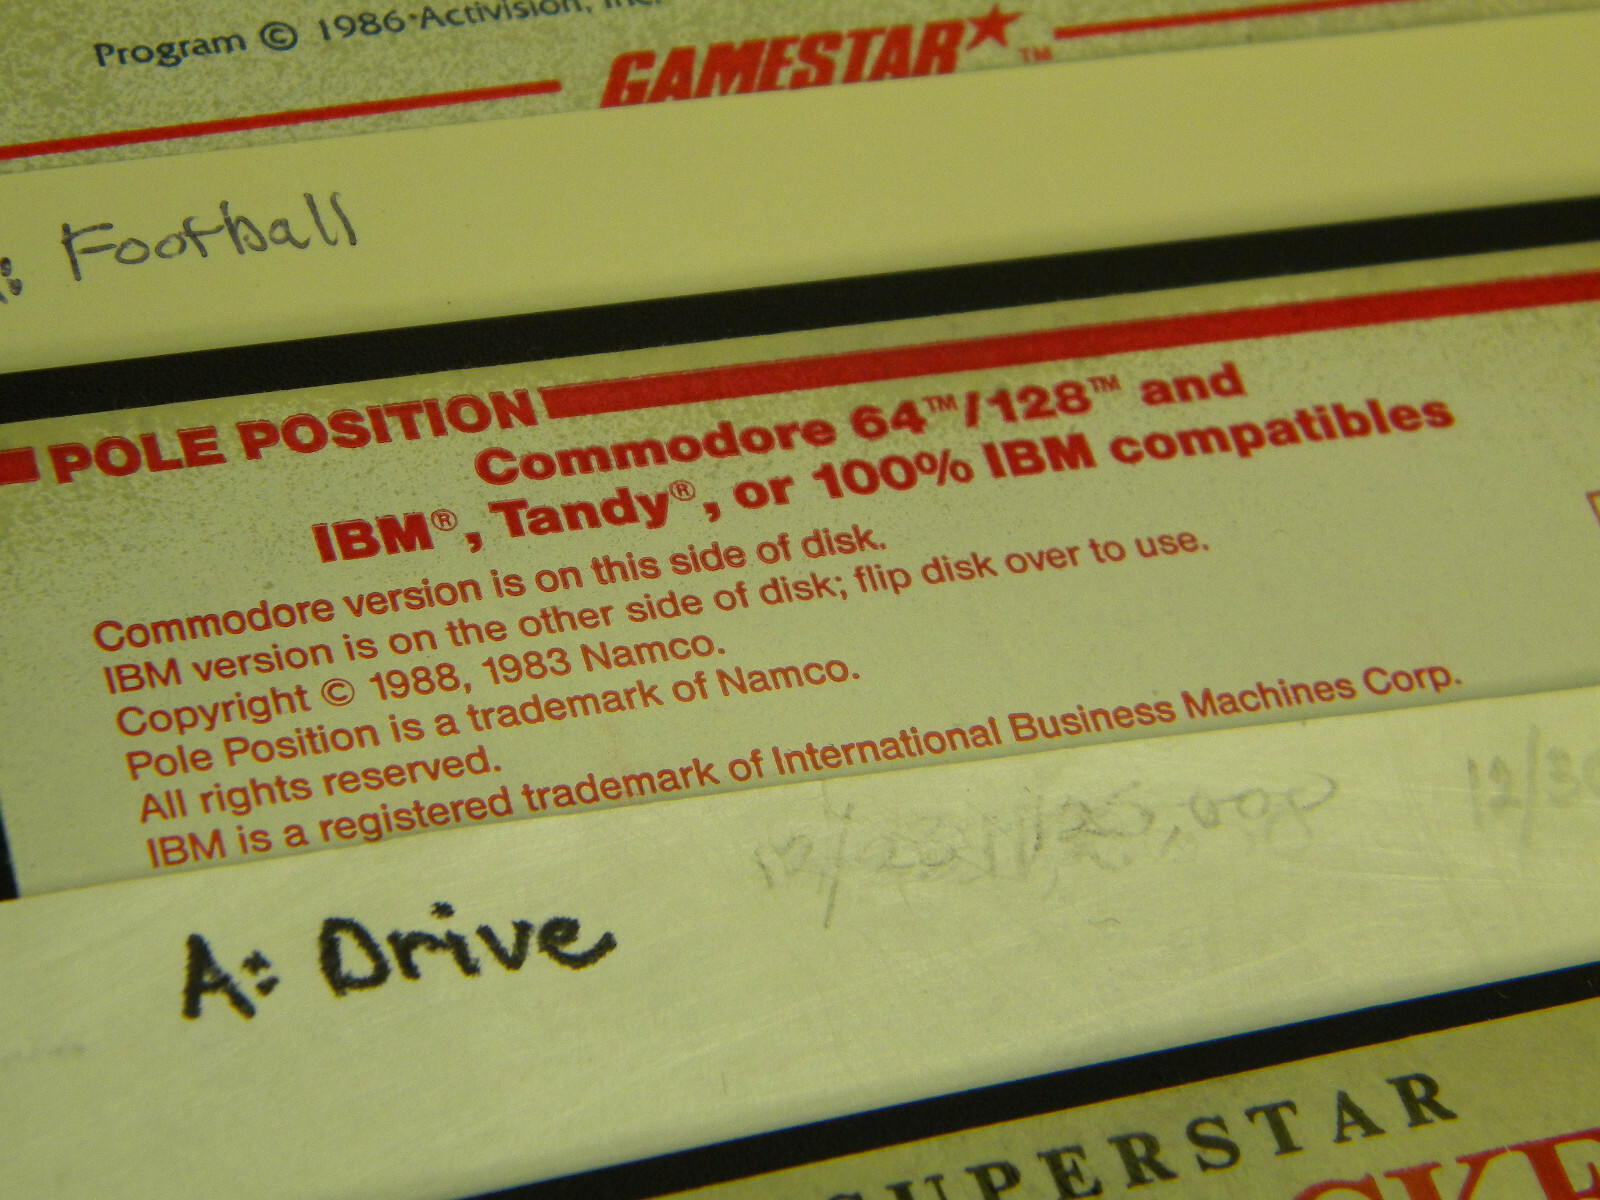 Program © 1986 Activision, Inc.
GAMESTAR™
: Football
POLE POSITION
Commodore 64™/128™ and
IBM®, Tandy®, or 100% IBM compatibles
Commodore version is on this side of disk.
IBM version is on the other side of disk; flip disk over to use.
Copyright © 1988, 1983 Namco.
Pole Position is a trademark of Namco.
All rights reserved.
IBM is a registered trademark of International Business Machines Corp.
A: Drive
SUPERSTAR